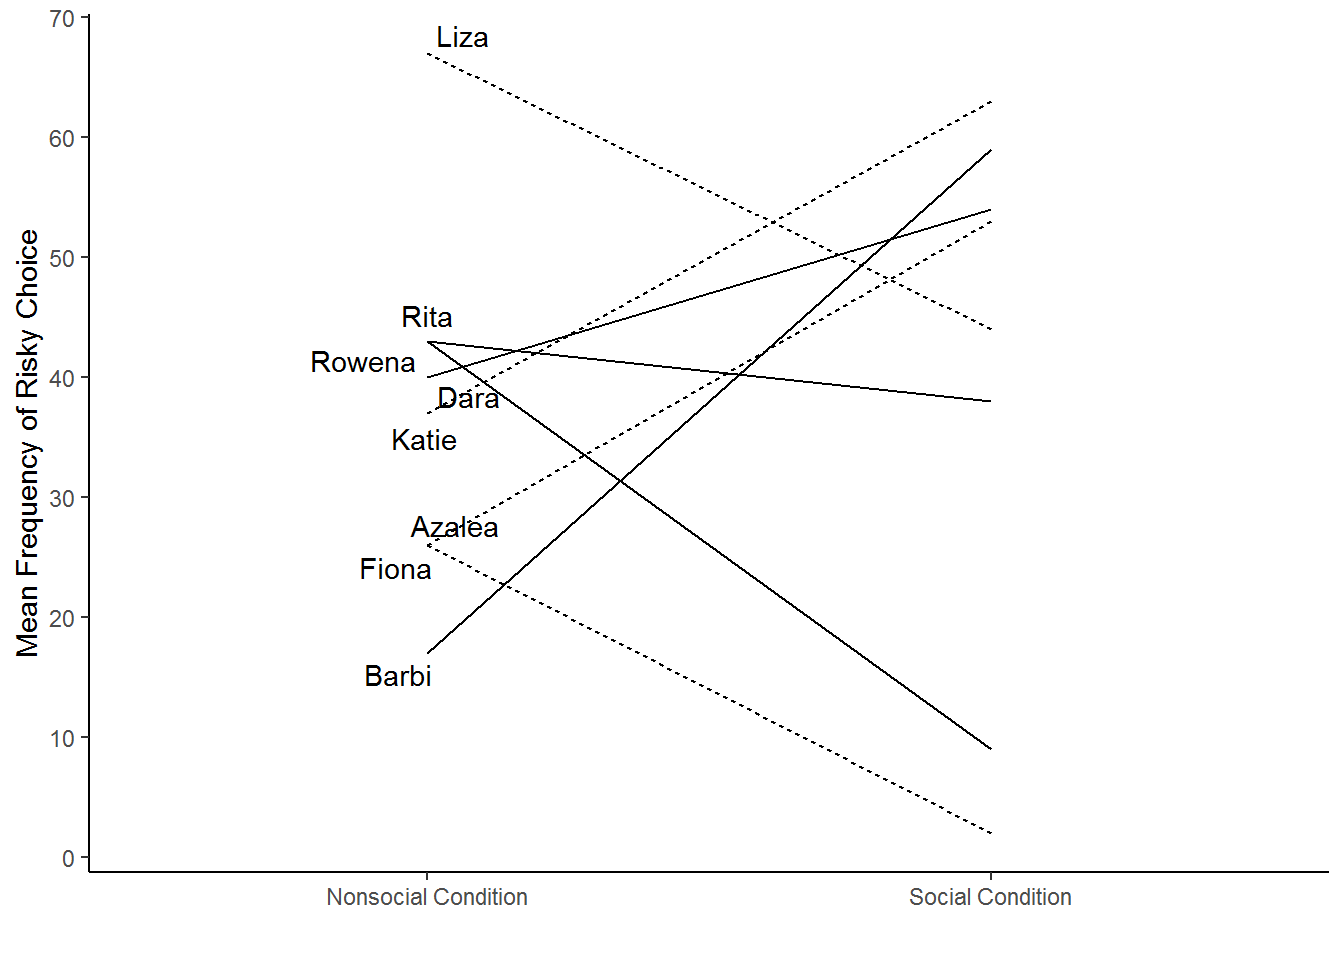 Mean Frequency of Risky Choice
70
60
50
40
30
20
10
0
Liza
Rita
Rowena
Dara
Katie
Azalea
Fiona
Barbi
Nonsocial Condition
Social Condition